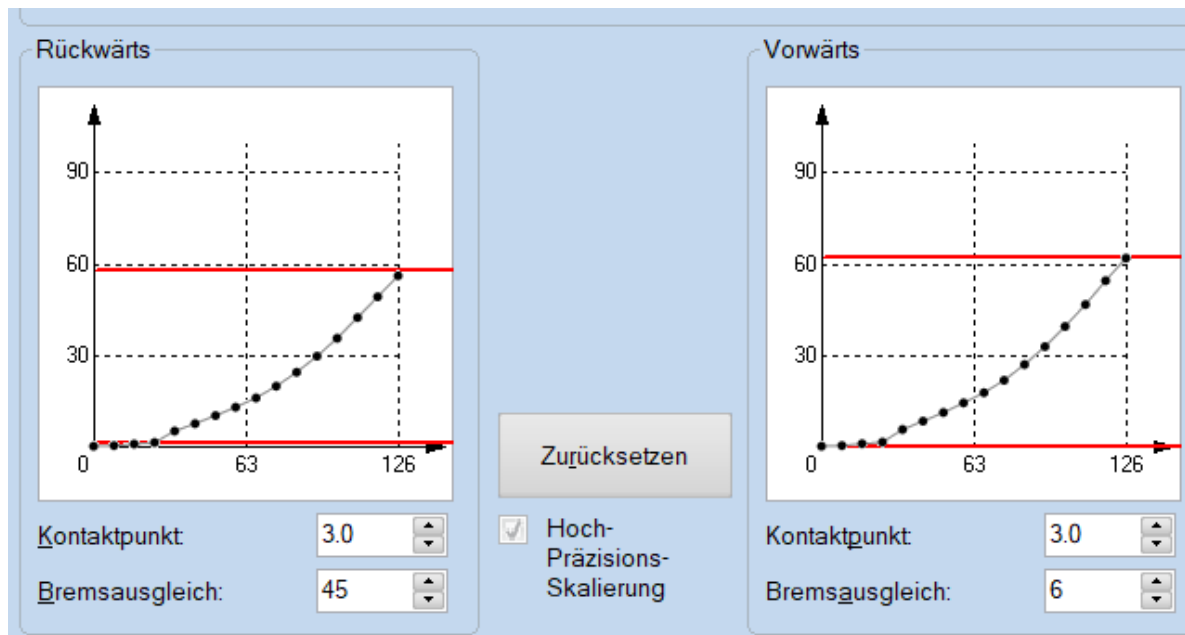 Rückwärts
90
60
30
0 63 126
Kontaktpunkt:
3.0
Bremsausgleich:
45
Zurücksetzen
Hoch-
Präzisions-
Skalierung
Vorwärts
90
60
30
0 63 126
Kontaktpunkt:
3.0
Bremsausgleich:
6